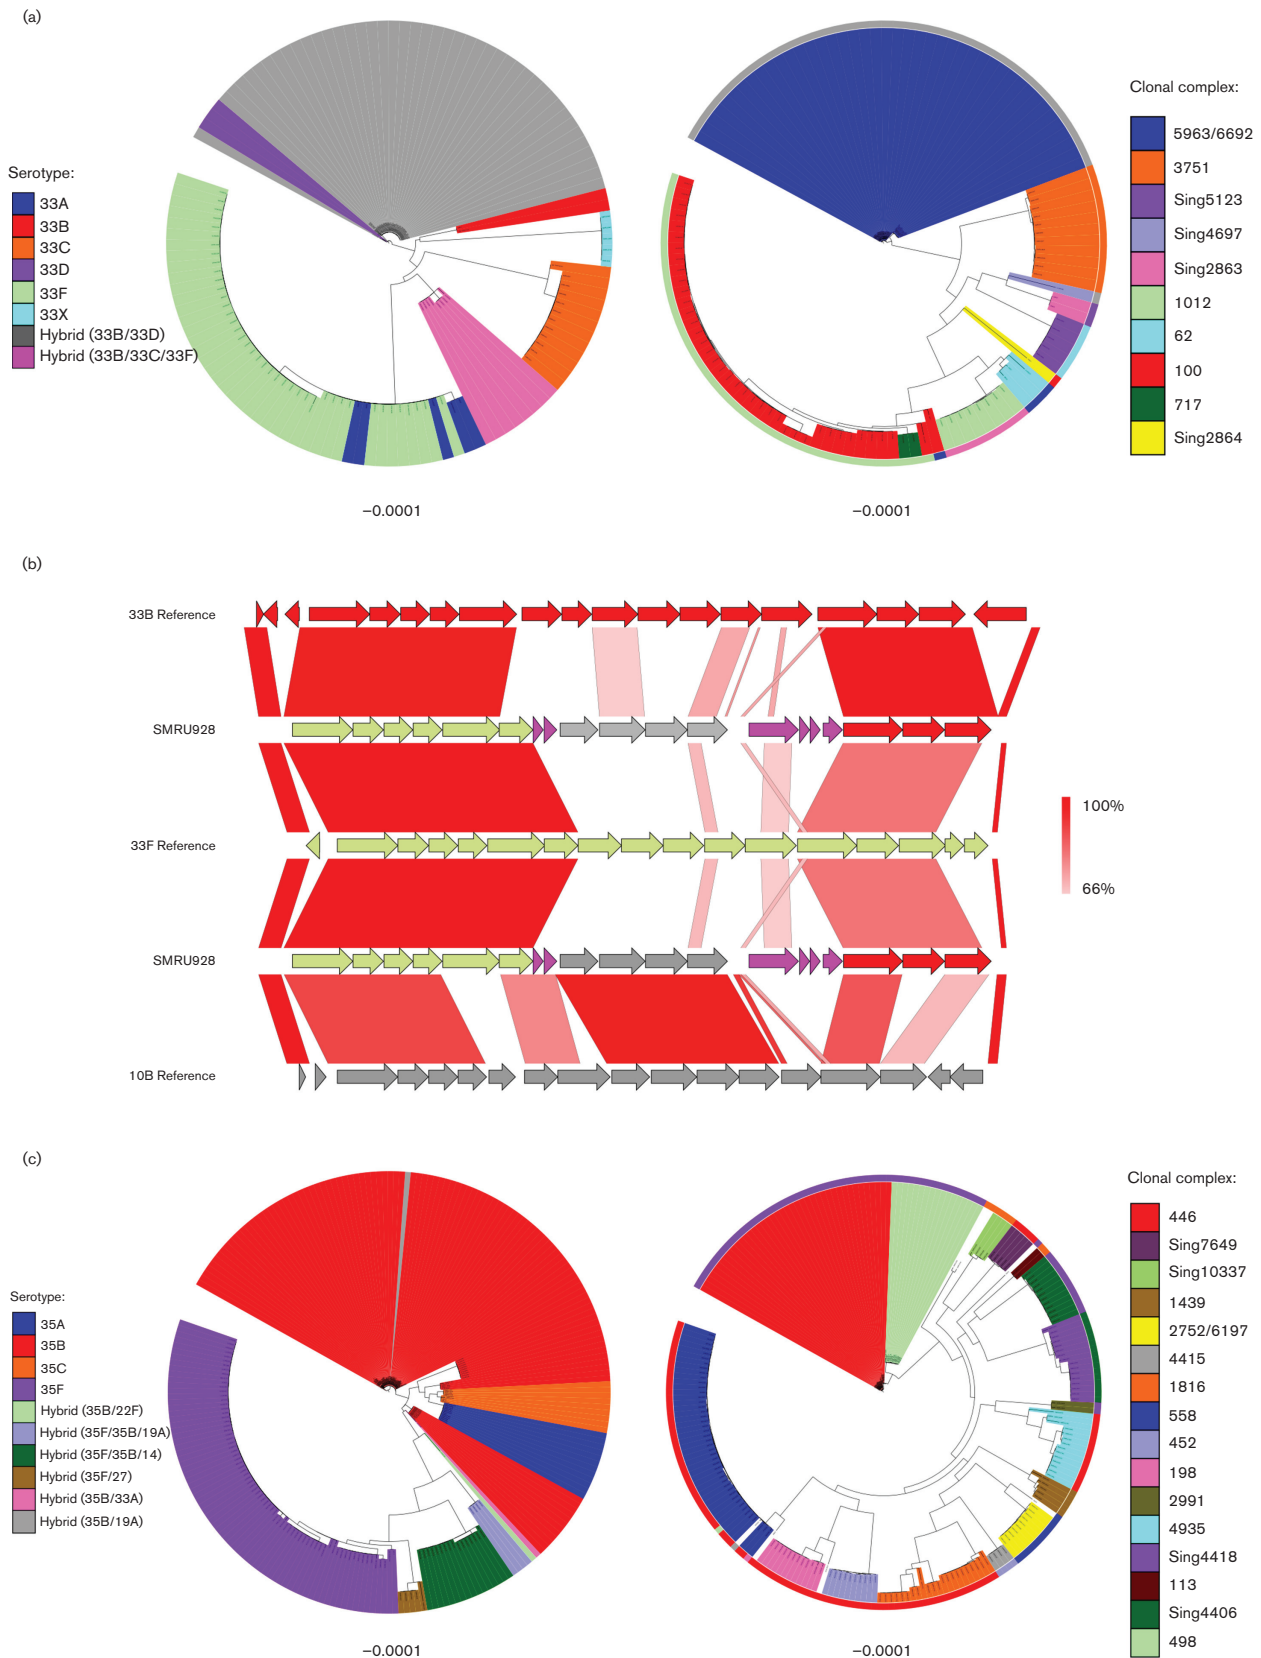 (a)
Serotype:
33A
33B
33C
33D
33F
33X
Hybrid (33B/33D)
Hybrid (33B/33C/33F)
−0.0001
−0.0001
Clonal complex:
5963/6692
3751
Sing5123
Sing4697
Sing2863
1012
62
100
717
Sing2864
(b)
33B Reference
SMRU928
33F Reference
SMRU928
10B Reference
100%
66%
(c)
Serotype:
35A
35B
35C
35F
Hybrid (35B/22F)
Hybrid (35F/35B/19A)
Hybrid (35F/35B/14)
Hybrid (35F/27)
Hybrid (35B/33A)
Hybrid (35B/19A)
−0.0001
−0.0001
Clonal complex:
446
Sing7649
Sing10337
1439
2752/6197
4415
1816
558
452
198
2991
4935
Sing4418
113
Sing4406
498